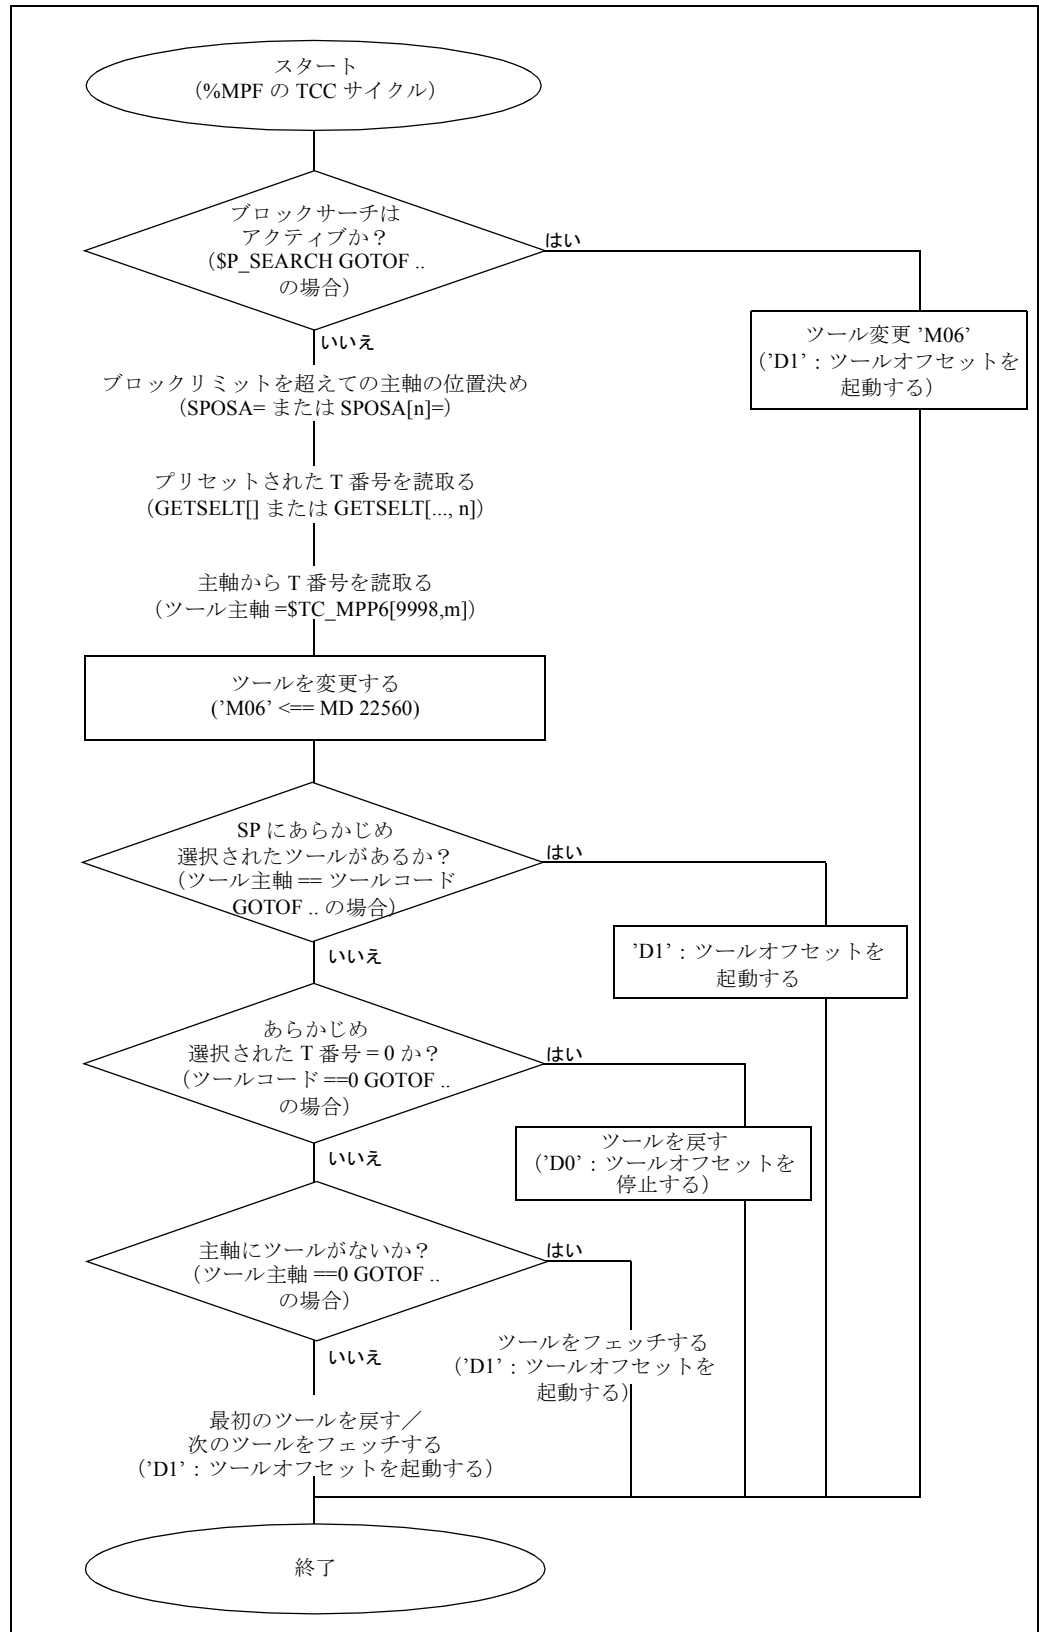 スタート
(%MPF の TCC サイクル)
ブロックサーチは
アクティブか?
($P_SEARCH GOTOF ..
の場合)
はい
ツール変更 'M06'
('D1':ツールオフセットを
起動する)
いいえ
ブロックリミットを超えての主軸の位置決め
(SPOSA= または SPOSA[n]=)
プリセットされた T 番号を読取る
(GETSELT[] または GETSELT[..., n])
主軸から T 番号を読取る
(ツール主軸 =$TC_MPP6[9998,m])
ツールを変更する
('M06' <== MD 22560)
SP にあらかじめ
選択されたツールがあるか?
(ツール主軸 == ツールコード
GOTOF .. の場合)
はい
'D1':ツールオフセットを
起動する
いいえ
あらかじめ
選択された T 番号 = 0 か?
(ツールコード ==0 GOTOF ..
の場合)
はい
ツールを戻す
('D0':ツールオフセットを
停止する)
いいえ
主軸にツールがないか?
(ツール主軸 ==0 GOTOF ..
の場合)
はい
ツールをフェッチする
('D1':ツールオフセットを
起動する)
いいえ
最初のツールを戻す/
次のツールをフェッチする
('D1':ツールオフセットを起動する)
終了